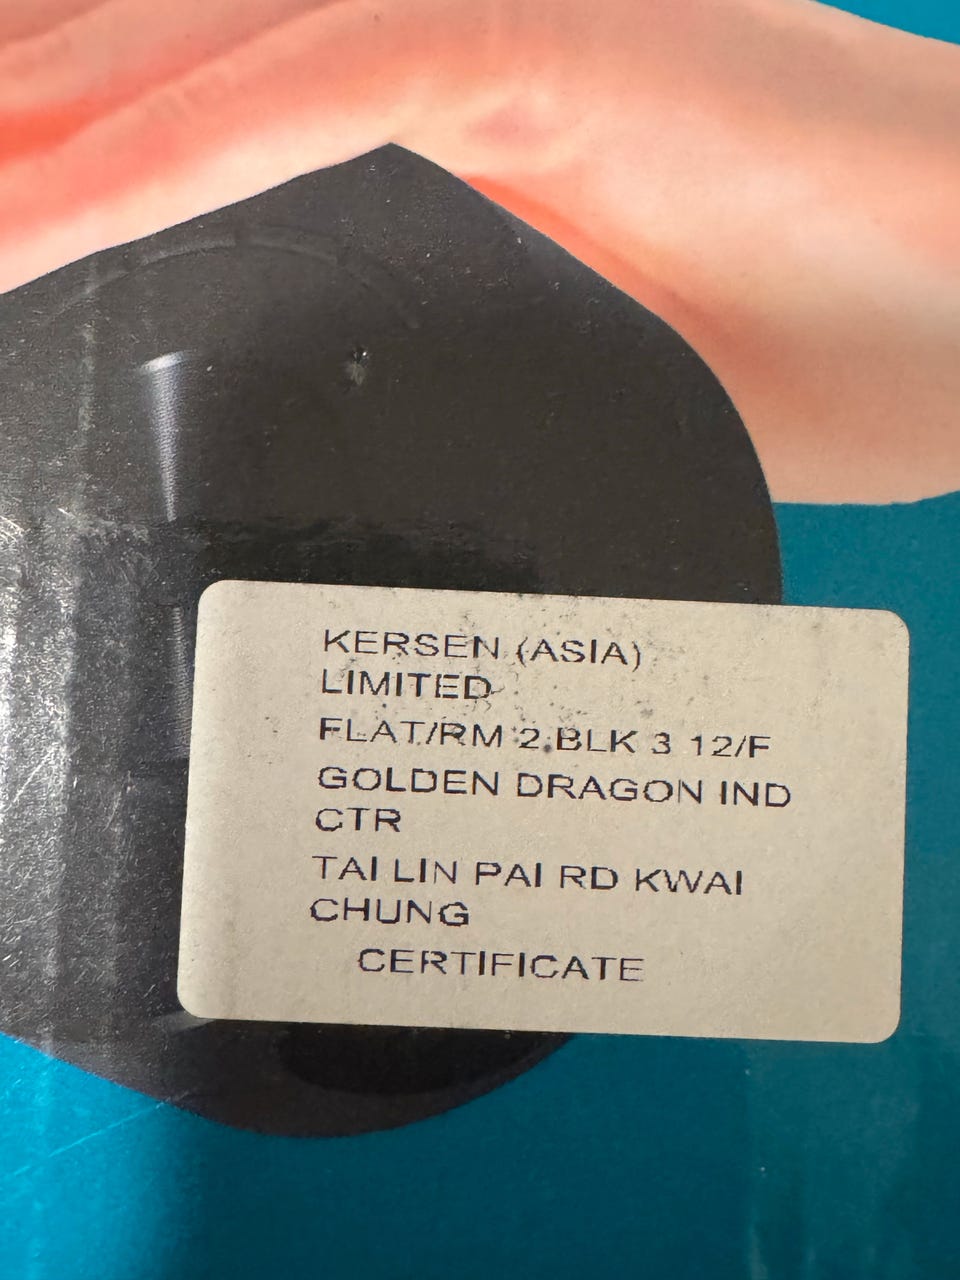 KERSEN (ASIA)
LIMITED
FLAT/RM 2 BLK 3 12/F
GOLDEN DRAGON IND
CTR
TAI LIN PAI RD KWAI
CHUNG
CERTIFICATE